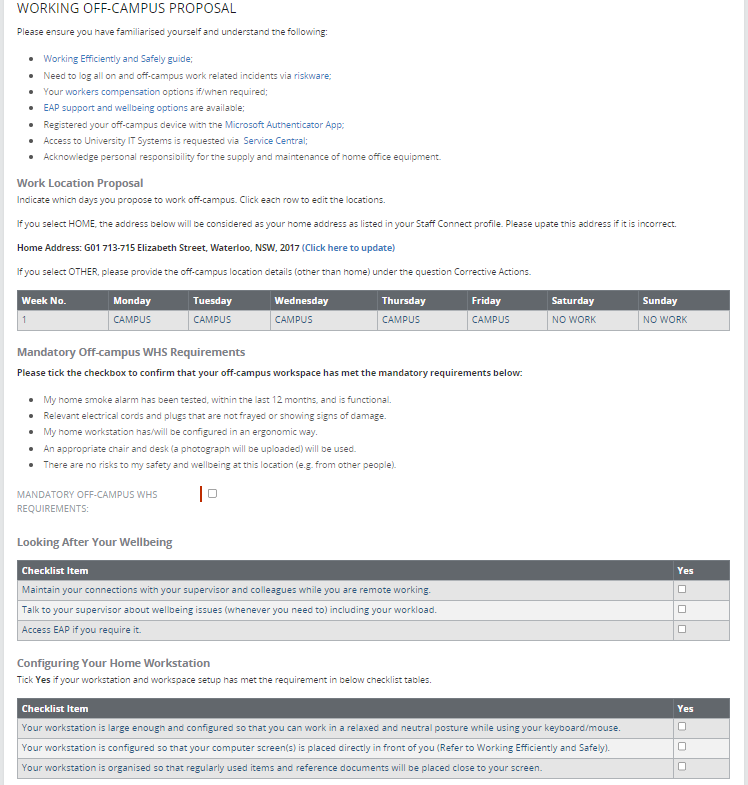 WORKING OFF-CAMPUS PROPOSAL
Please ensure you have familiarised yourself and understand the following:
Working Efficiently and Safely guide;
Need to log all on and off-campus work related incidents via riskware;
Your workers compensation options if/when required;
EAP support and wellbeing options are available;
Registered your off-campus device with the Microsoft Authenticator App;
Access to University IT Systems is requested via Service Central;
Acknowledge personal responsibility for the supply and maintenance of home office equipment.
Work Location Proposal
Indicate which days you propose to work off-campus. Click each row to edit the locations.
If you select HOME, the address below will be considered as your home address as listed in your Staff Connect profile. Please upate this address if it is incorrect.
Home Address: G01 713-715 Elizabeth Street, Waterloo, NSW, 2017 (Click here to update)
If you select OTHER, please provide the off-campus location details (other than home) under the question Corrective Actions.
Week No. Monday Tuesday Wednesday Thursday Friday Saturday Sunday
1 CAMPUS CAMPUS CAMPUS CAMPUS CAMPUS NO WORK NO WORK
Mandatory Off-campus WHS Requirements
Please tick the checkbox to confirm that your off-campus workspace has met the mandatory requirements below:
My home smoke alarm has been tested, within the last 12 months, and is functional.
Relevant electrical cords and plugs that are not frayed or showing signs of damage.
My home workstation has/will be configured in an ergonomic way.
An appropriate chair and desk (a photograph will be uploaded) will be used.
There are no risks to my safety and wellbeing at this location (e.g. from other people).
MANDATORY OFF-CAMPUS WHS
REQUIREMENTS:
Looking After Your Wellbeing
Checklist Item Yes
Maintain your connections with your supervisor and colleagues while you are remote working.
Talk to your supervisor about wellbeing issues (whenever you need to) including your workload.
Access EAP if you require it.
Configuring Your Home Workstation
Tick Yes if your workstation and workspace setup has met the requirement in below checklist tables.
Checklist Item Yes
Your workstation is large enough and configured so that you can work in a relaxed and neutral posture while using your keyboard/mouse.
Your workstation is configured so that your computer screen(s) is placed directly in front of you (Refer to Working Efficiently and Safely).
Your workstation is organised so that regularly used items and reference documents will be placed close to your screen.